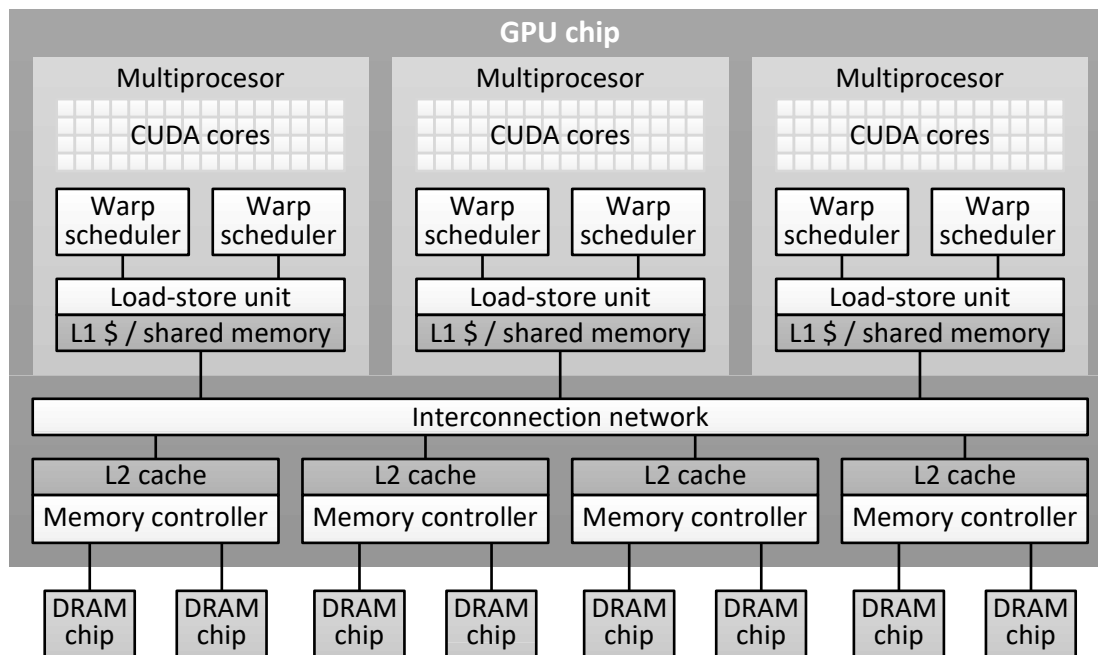 GPU chip
Multiprocesor
Multiprocesor
Multiprocesor
CUDA cores
CUDA cores
CUDA cores
Warp
scheduler
Warp
scheduler
Warp
scheduler
Warp
scheduler
Warp
scheduler
Warp
scheduler
Load-store unit
Load-store unit
Load-store unit
L1 $ / shared memory
L1 $ / shared memory
L1 $ / shared memory
Interconnection network
L2 cache
L2 cache
L2 cache
L2 cache
Memory controller
Memory controller
Memory controller
Memory controller
DRAM
chip
DRAM
chip
DRAM
chip
DRAM
chip
DRAM
chip
DRAM
chip
DRAM
chip
DRAM
chip